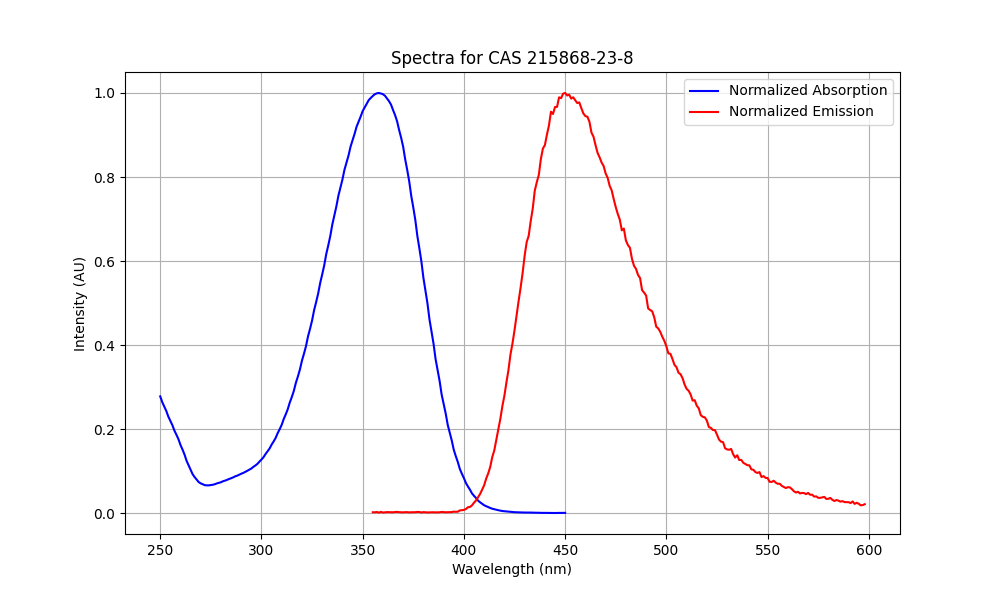 Spectra for CAS 215868-23-8
Normalized Absorption
Normalized Emission
1.0
0.8
0.6
0.4
0.2
0.0
Intensity (AU)
250 300 350 400 450 500 550 600
Wavelength (nm)